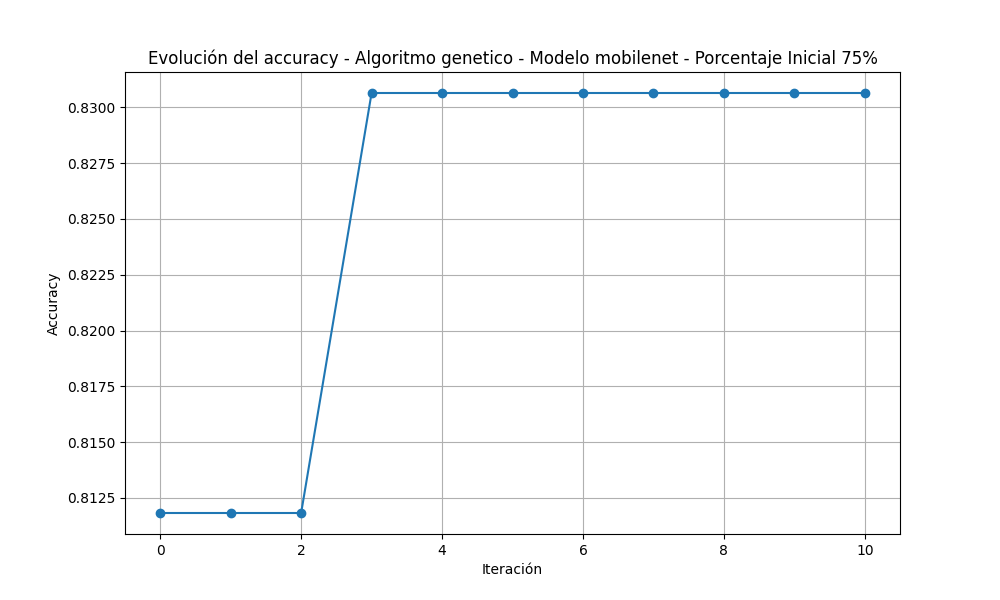 Evolución del accuracy - Algoritmo genetico - Modelo mobilenet - Porcentaje Inicial 75%
0.8300
0.8275
0.8250
0.8225
0.8200
0.8175
0.8150
0.8125
Accuracy
0 2 4 6 8 10
Iteración